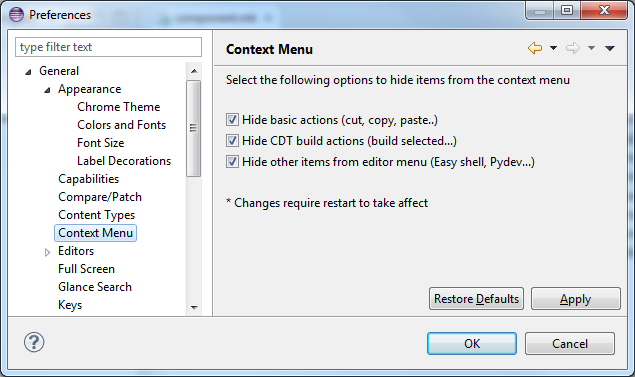 Preferences
component.mk
type filter text
General
Appearance
Chrome Theme
Colors and Fonts
Font Size
Label Decorations
Capabilities
Compare/Patch
Content Types
Context Menu
Editors
Full Screen
Glance Search
Keys
Context Menu
Select the following options to hide items from the context menu
Hide basic actions (cut, copy, paste..)
Hide CDT build actions (build selected...)
Hide other items from editor menu (Easy shell, Pydev...)
* Changes require restart to take affect
Restore Defaults
Apply
?
OK
Cancel